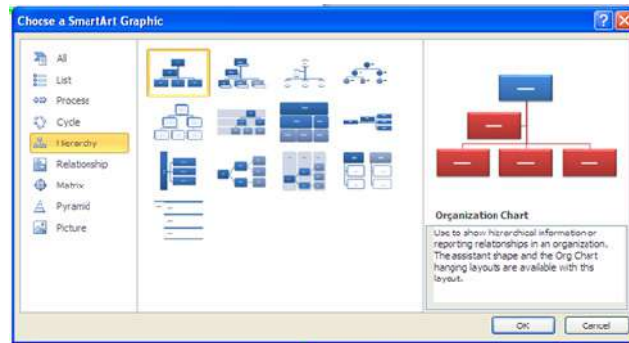 Choose a SmartArt Graphic
All
List
Process
Cycle
Hierarchy
Relationship
Matrix
Pyramid
Picture
Organization Chart
Use to show hierarchical information or
reporting relationships in an organization.
The assistant shape and the Org Chart
hanging layouts are available with this
layout.
OK
Cancel